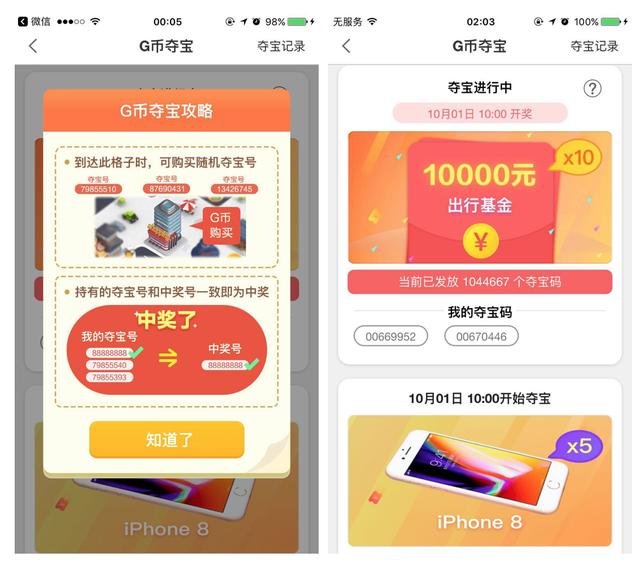 微信
00:05
98%
G币夺宝
夺宝记录
G币夺宝攻略
到达此格子时，可购买随机夺宝号
夺宝号
夺宝号
夺宝号
79855510
87690431
13426745
G币
购买
持有的夺宝号和中奖号一致即为中奖
中奖了
我的夺宝号
中奖号
88888888
88888888
79855540
79855393
知道了
iPhone 8
无服务
02:03
100%
G币夺宝
夺宝记录
夺宝进行中
?
10月01日 10:00 开奖
x10
10000元
出行基金
¥
当前已发放 1044667 个夺宝码
我的夺宝码
00669952
00670446
10月01日 10:00开始夺宝
x5
9:41
iPhone 8